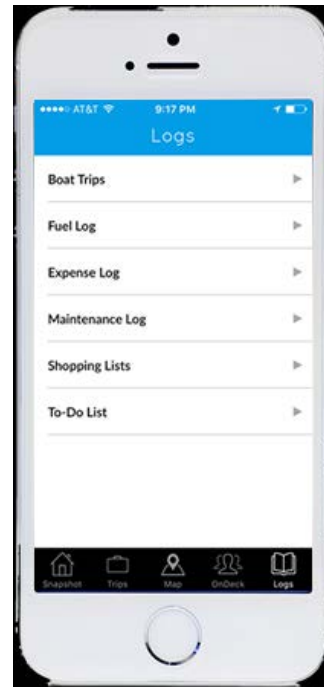 AT&T 9:17 PM
Logs
Boat Trips
Fuel Log
Expense Log
Maintenance Log
Shopping Lists
To-Do List
Snapshot Trips Map OnDeck Logs